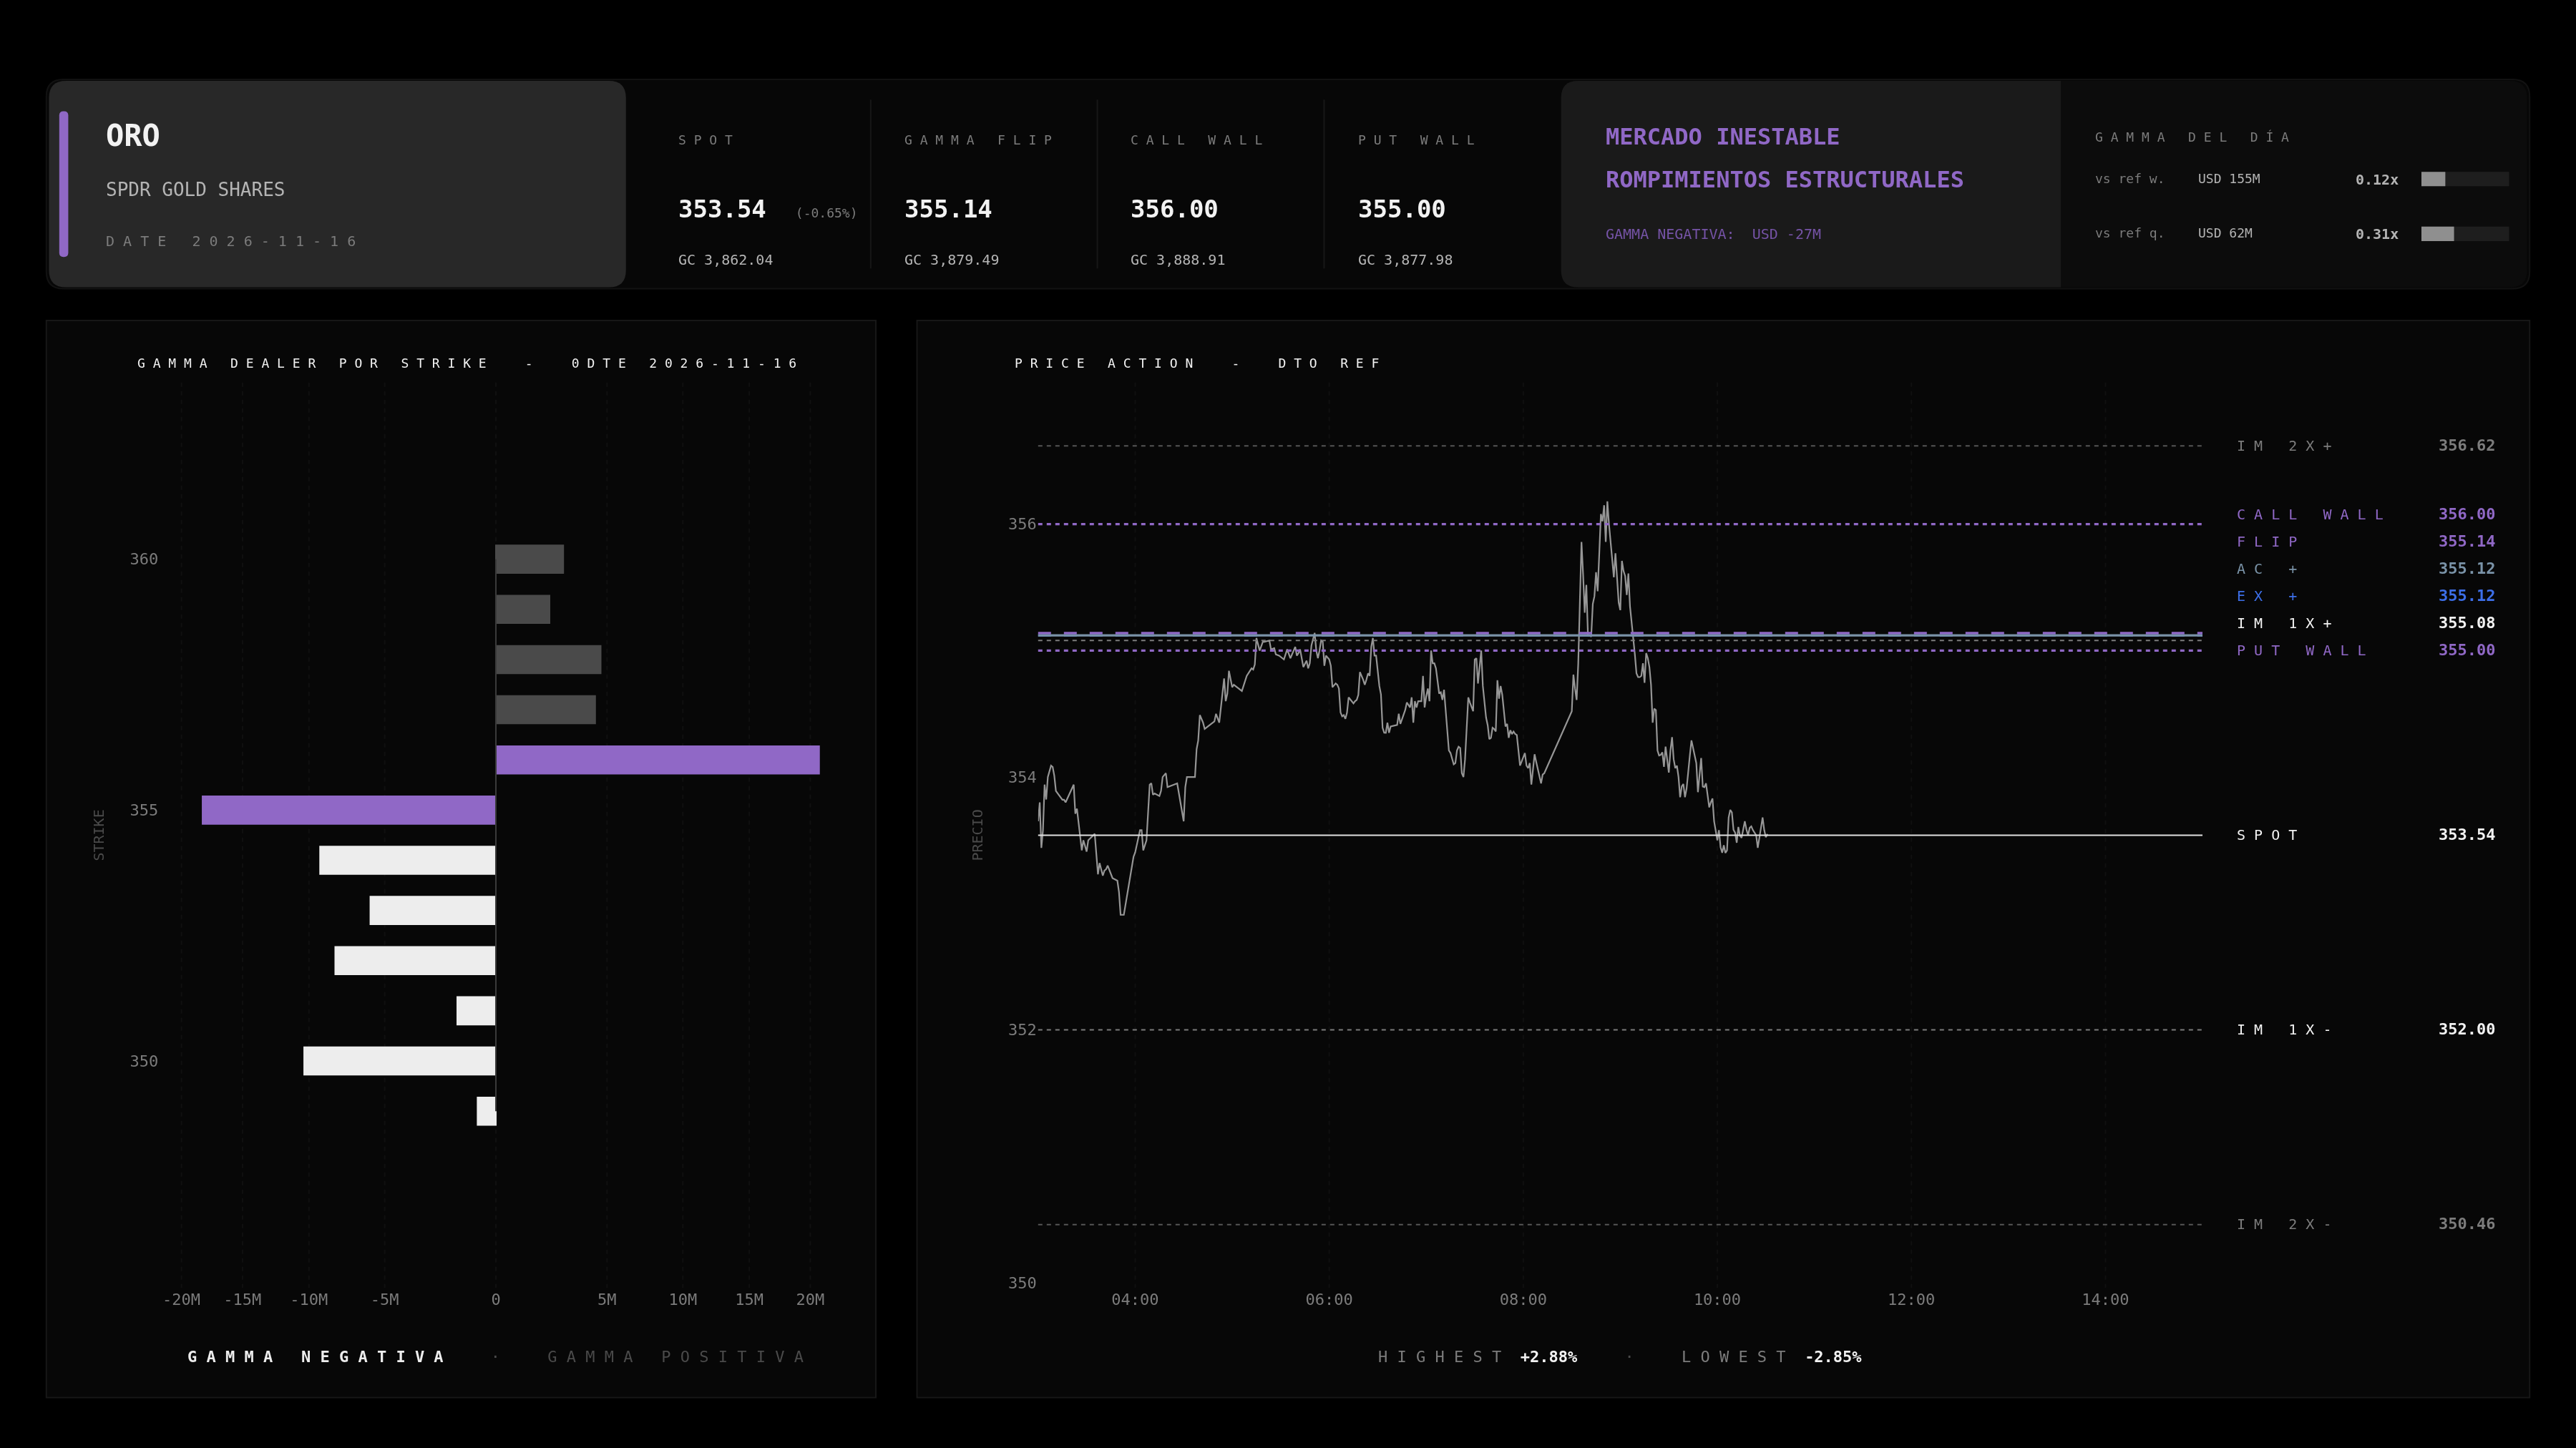 ORO
SPDR GOLD SHARES
DATE 2026-11-16
SPOT
353.54 (-0.65%)
GC 3,862.04
GAMMA FLIP
355.14
GC 3,879.49
CALL WALL
356.00
GC 3,888.91
PUT WALL
355.00
GC 3,877.98
MERCADO INESTABLE
ROMPIMIENTOS ESTRUCTURALES
GAMMA NEGATIVA: USD -27M
GAMMA DEL DÍA
vs ref w. USD 155M 0.12x
vs ref q. USD 62M 0.31x
GAMMA DEALER POR STRIKE - 0DTE 2026-11-16
STRIKE
360
355
350
-20M -15M -10M -5M 0 5M 10M 15M 20M
GAMMA NEGATIVA · GAMMA POSITIVA
PRICE ACTION - DTO REF
PRECIO
356
354
352
350
04:00 06:00 08:00 10:00 12:00 14:00
IM 2X+ 356.62
CALL WALL 356.00
FLIP 355.14
AC + 355.12
EX + 355.12
IM 1X+ 355.08
PUT WALL 355.00
SPOT 353.54
IM 1X- 352.00
IM 2X- 350.46
HIGHEST +2.88% · LOWEST -2.85%